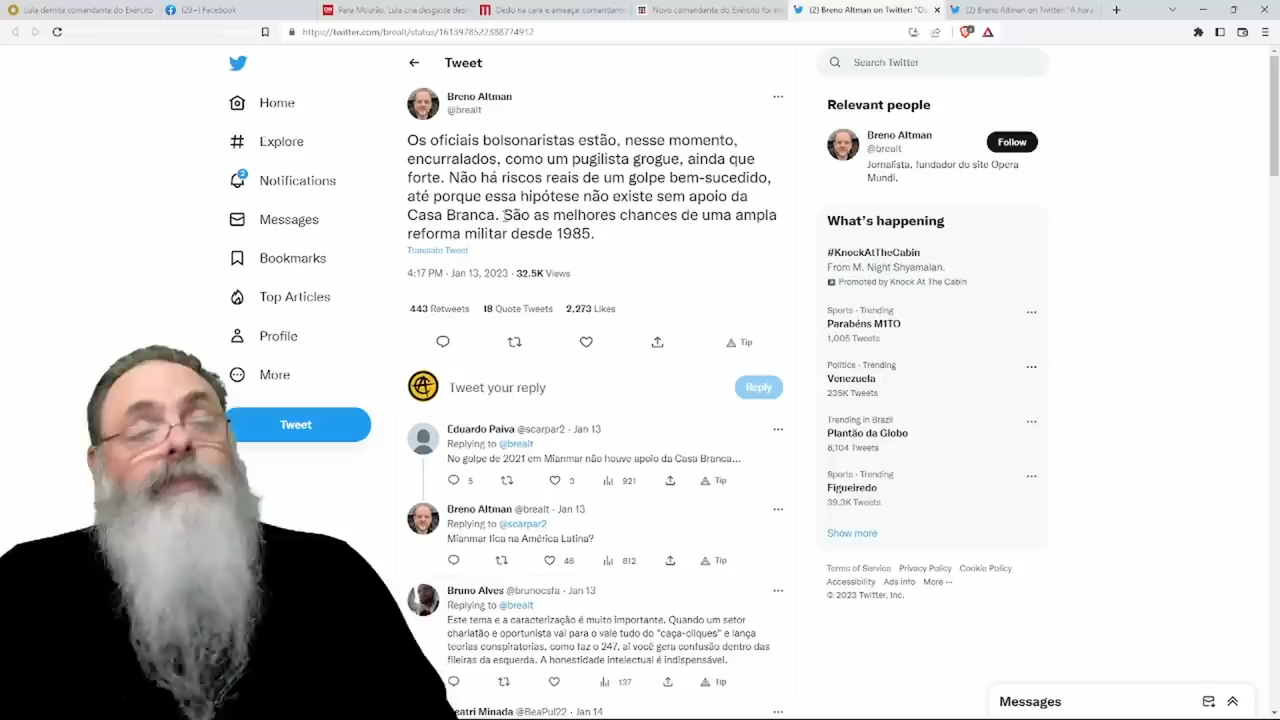 Lula demite comandante do Exército
(20+) Facebook
Para Mourão, Lula cria desgaste
Dedo na cara e ameaça! comandante
Novo comandante do Exército foi
(2) Breno Altman on Twitter: "O
(2) Breno Altman on Twitter: "A hora
https://twitter.com/brealt/status/1613978522388774912
Home
Explore
2
Notifications
Messages
Bookmarks
Top Articles
Profile
More
Tweet
Tweet
Breno Altman
@brealt
Os oficiais bolsonaristas estão, nesse momento,
encurralados, como um pugilista grogue, ainda que
forte. Não há riscos reais de um golpe bem-sucedido,
até porque essa hipótese não existe sem apoio da
Casa Branca. São as melhores chances de uma ampla
reforma militar desde 1985.
Translate Tweet
4:17 PM · Jan 13, 2023 · 32.5K Views
443 Retweets 18 Quote Tweets 2,273 Likes
Tip
Tweet your reply
Reply
Eduardo Paiva @scarpar2 · Jan 13
Replying to @brealt
No golpe de 2021 em Mianmar não houve apoio da Casa Branca...
5 3 921 Tip
Breno Altman @brealt · Jan 13
Replying to @scarpar2
Mianmar fica na América Latina?
46 812 Tip
Bruno Alves @brunocsfa · Jan 13
Replying to @brealt
Este tema e a caracterização é muito importante. Quando um setor
charlatão e oportunista vai para o vale tudo do "caça-cliques" e lança
teorias conspiratorias, como faz o 247, aí você gera confusão dentro das
fileiras da esquerda. A honestidade intelectual é indispensável.
137 Tip
eatri Minada @BeaPul22 · Jan 14
Search Twitter
Relevant people
Breno Altman
@brealt
Follow
Jornalista, fundador do site Opera
Mundi.
What's happening
#KnockAtTheCabin
From M. Night Shyamalan.
Promoted by Knock At The Cabin
Sports · Trending
Parabéns M1TO
1,005 Tweets
Politics · Trending
Venezuela
235K Tweets
Trending in Brazil
Plantão da Globo
8,104 Tweets
Sports · Trending
Figueiredo
39.3K Tweets
Show more
Terms of Service Privacy Policy Cookie Policy
Accessibility Ads info More ···
© 2023 Twitter, Inc.
Messages